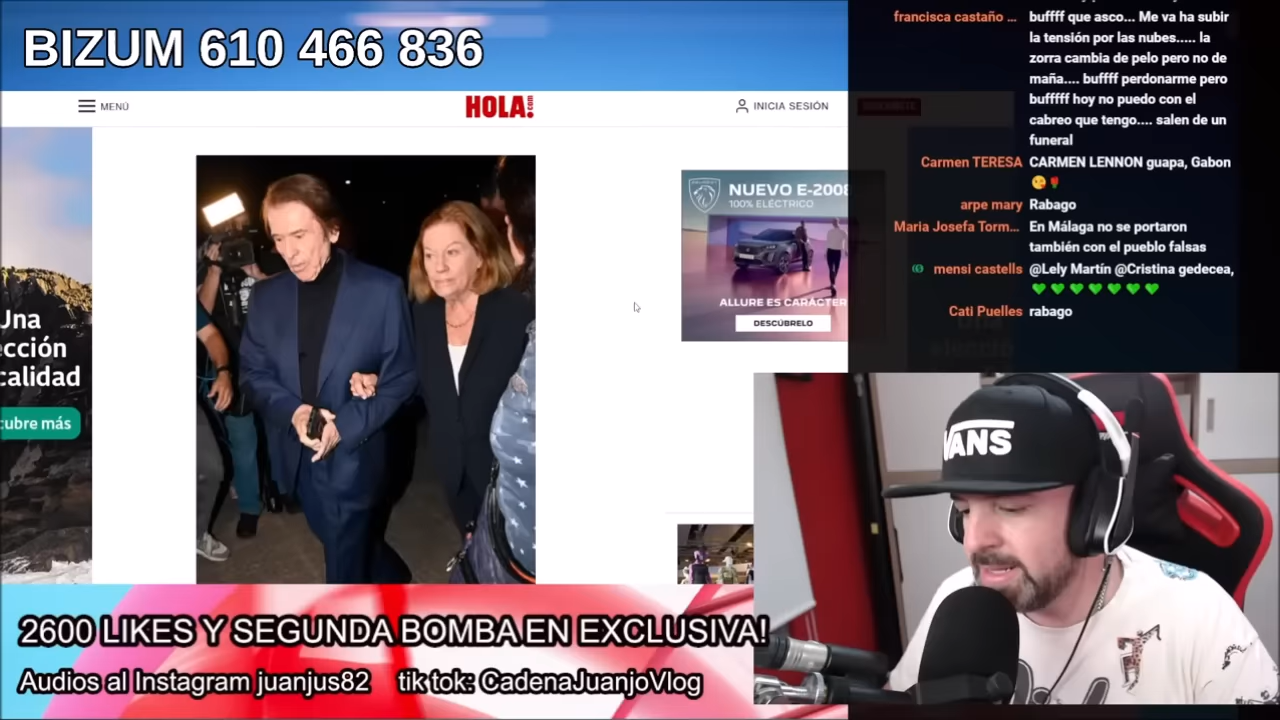 BIZUM 610 466 836
MENÚ
HOLA!.com
INICIA SESIÓN
Una
ección
calidad
cubre más
PEUGEOT
NUEVO E-2008
100% ELÉCTRICO
ALLURE ES CARÁCTER
DESCÚBRELO
francisca castaño ... buffff que asco... Me va ha subir
la tensión por las nubes..... la
zorra cambia de pelo pero no de
maña.... buffff perdonarme pero
bufffff hoy no puedo con el
cabreo que tengo.... salen de un
funeral
Carmen TERESA CARMEN LENNON guapa, Gabon
😘🌹
arpe mary Rabago
Maria Josefa Torm... En Málaga no se portaron
también con el pueblo falsas
mensi castells @Lely Martín @Cristina gedecea,
💚💚💚💚💚💚💚
Cati Puelles rabago
VANS
2600 LIKES Y SEGUNDA BOMBA EN EXCLUSIVA!
Audios al Instagram juanjus82 tik tok: CadenaJuanjoVlog